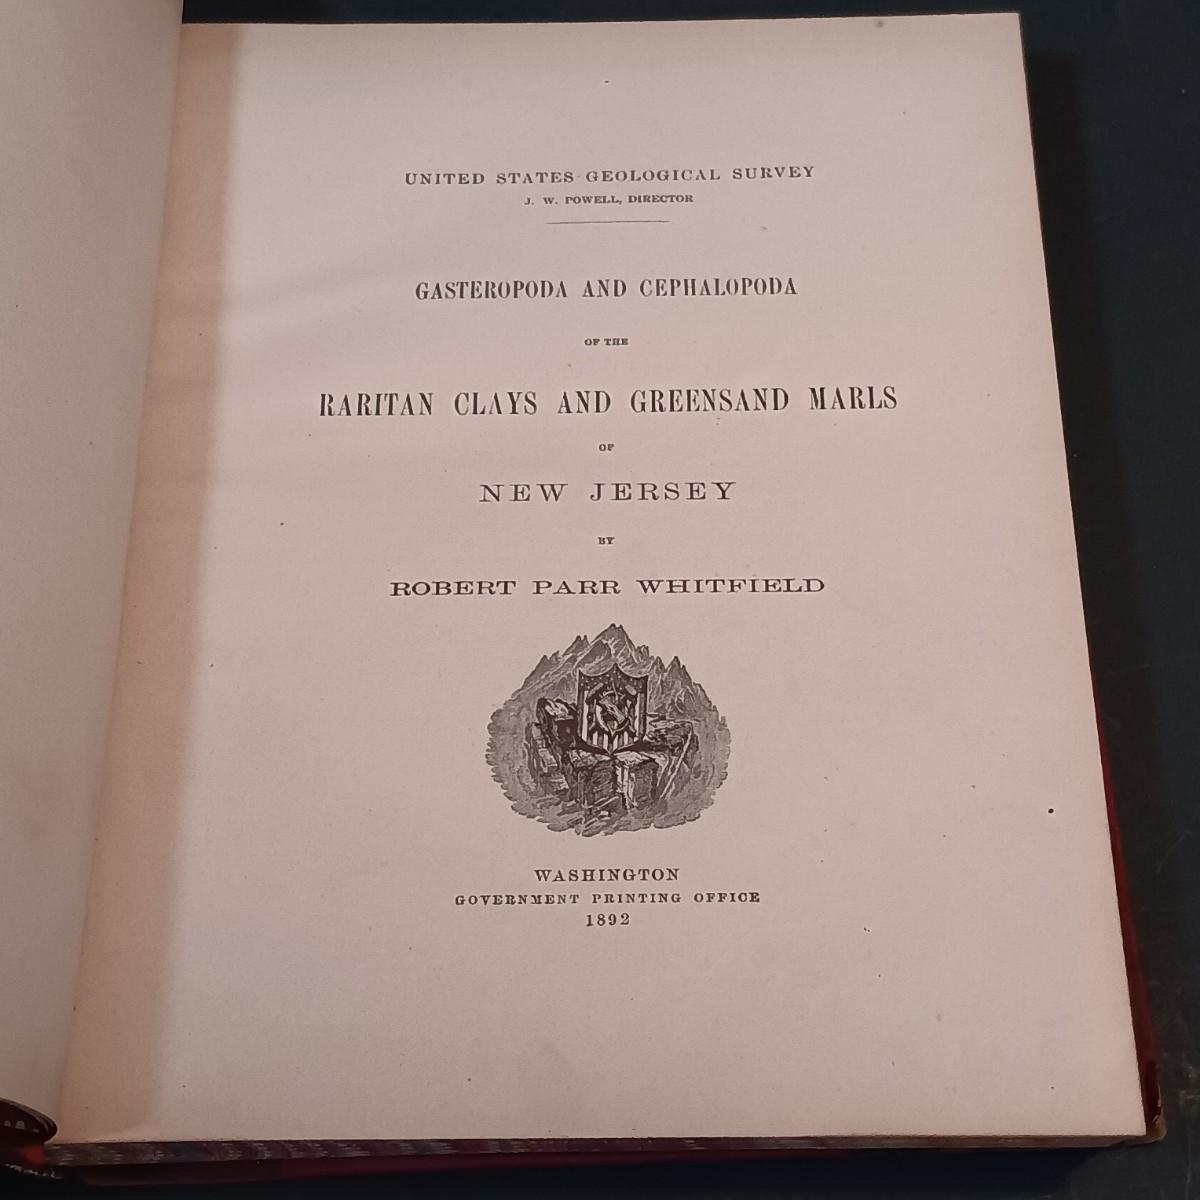 UNITED STATES GEOLOGICAL SURVEY
J. W. POWELL, DIRECTOR
GASTEROPODA AND CEPHALOPODA
OF THE
RARITAN CLAYS AND GREENSAND MARLS
OF
NEW JERSEY
BY
ROBERT PARR WHITFIELD
WASHINGTON
GOVERNMENT PRINTING OFFICE
1892